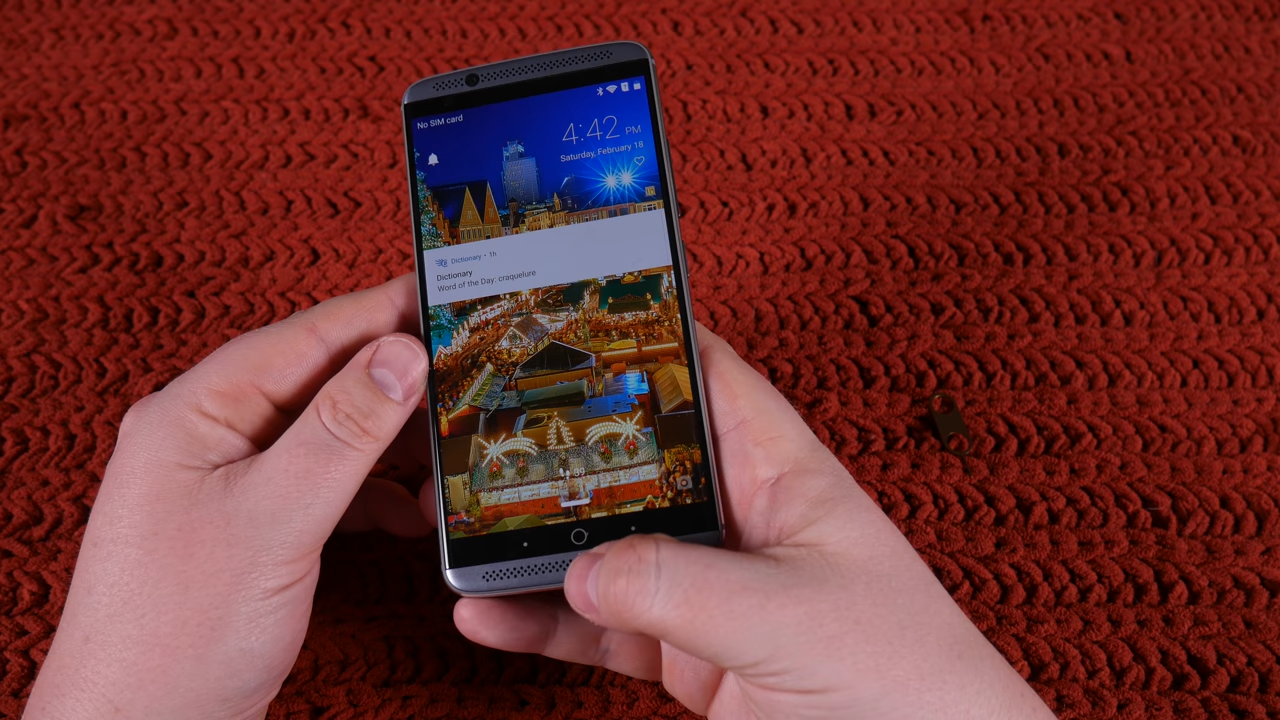 No SIM card
4:42 PM
Saturday, February 18
Dictionary • 1h
Dictionary
Word of the Day: craquelure